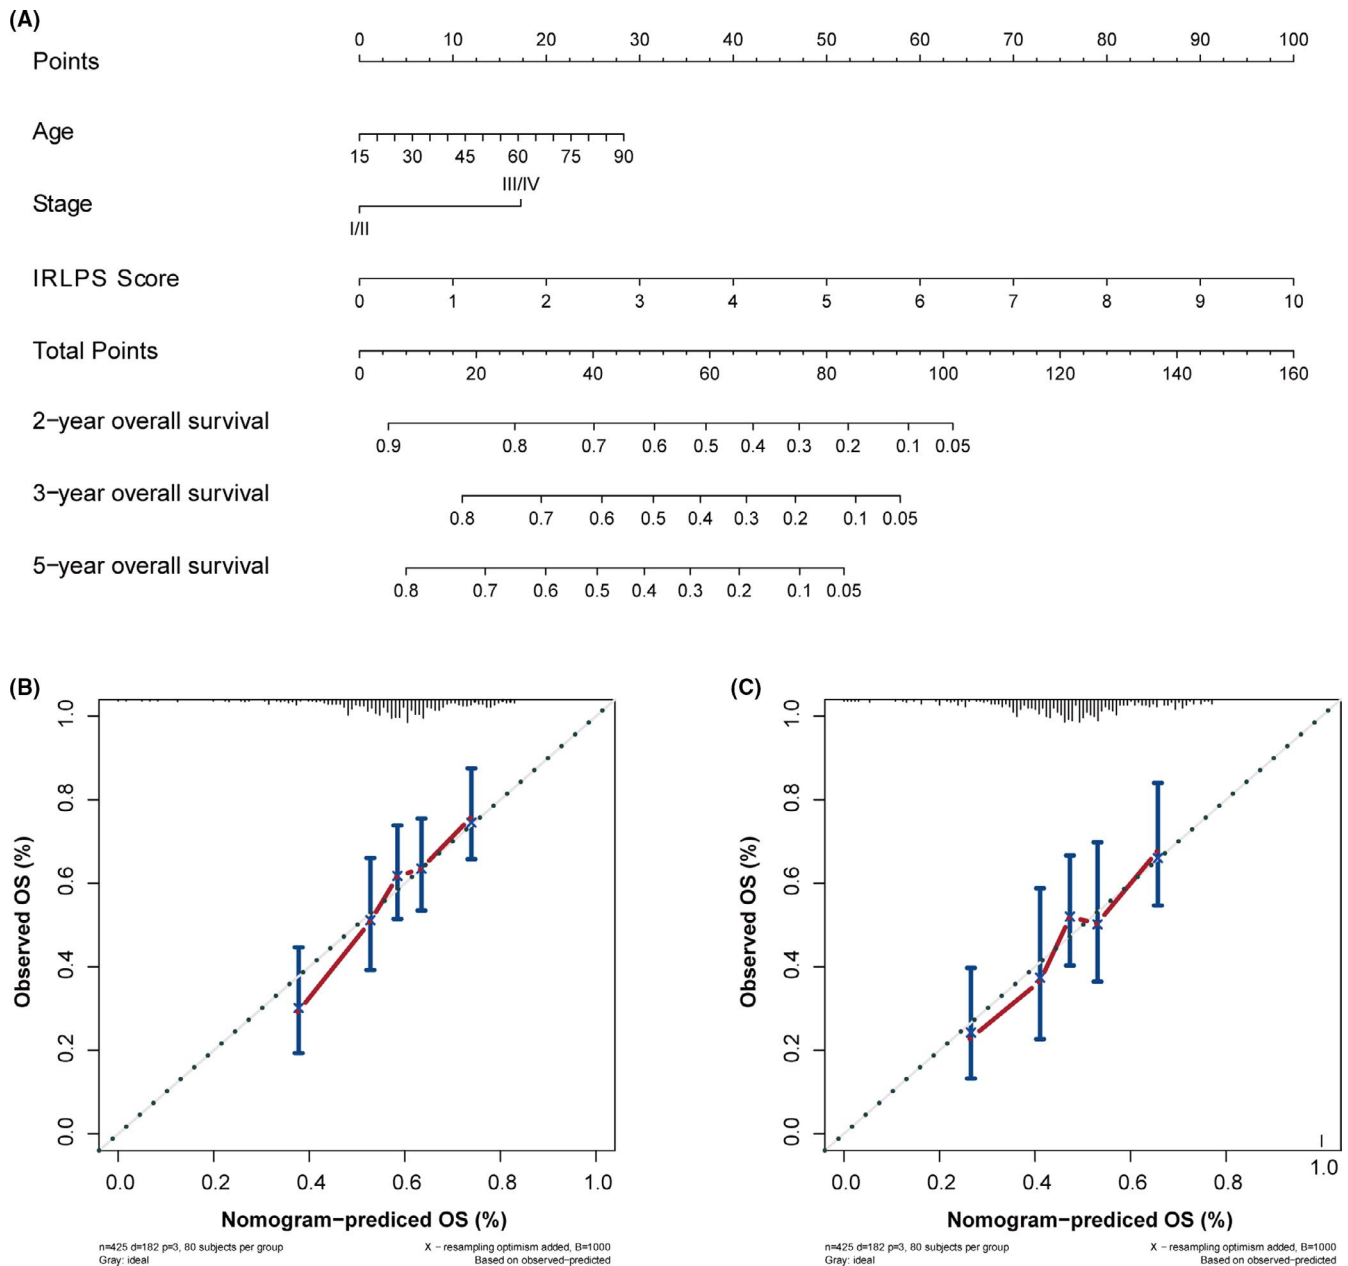 (A)
0 10 20 30 40 50 60 70 80 90 100
Points
Age
15 30 45 60 75 90
III/IV
Stage
I/II
IRLPS Score
0 1 2 3 4 5 6 7 8 9 10
Total Points
0 20 40 60 80 100 120 140 160
2−year overall survival
0.9 0.8 0.7 0.6 0.5 0.4 0.3 0.2 0.1 0.05
3−year overall survival
0.8 0.7 0.6 0.5 0.4 0.3 0.2 0.1 0.05
5−year overall survival
0.8 0.7 0.6 0.5 0.4 0.3 0.2 0.1 0.05
(B)
1.0
0.8
0.6
0.4
0.2
0.0
Observed OS (%)
0.0 0.2 0.4 0.6 0.8 1.0
Nomogram−prediced OS (%)
n=425 d=182 p=3, 80 subjects per group
Gray: ideal
X − resampling optimism added, B=1000
Based on observed−predicted
(C)
1.0
0.8
0.6
0.4
0.2
0.0
Observed OS (%)
0.0 0.2 0.4 0.6 0.8 1.0
Nomogram−prediced OS (%)
n=425 d=182 p=3, 80 subjects per group
Gray: ideal
X − resampling optimism added, B=1000
Based on observed−predicted